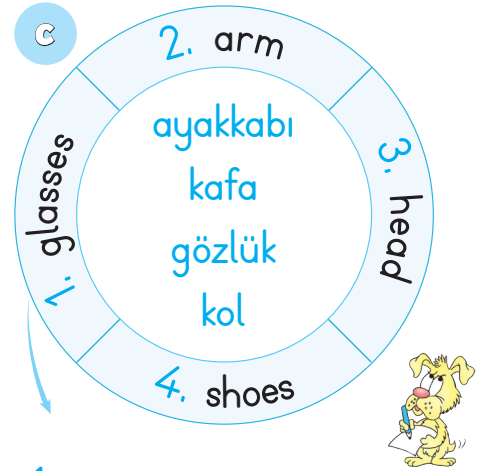 C
2. arm
ayakkabı
kafa
gözlük
kol
1. glasses
3. head
4. shoes